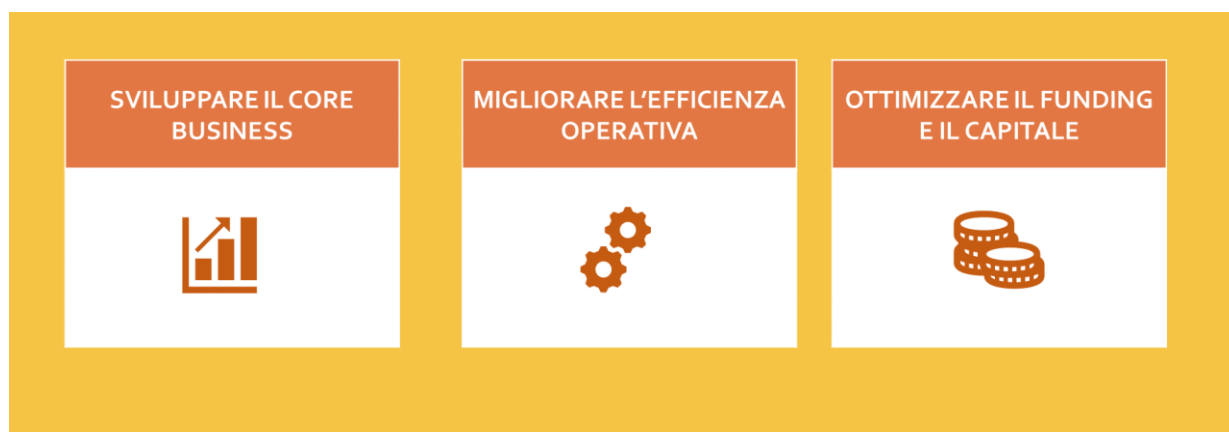 SVILUPPARE IL CORE
BUSINESS
MIGLIORARE L’EFFICIENZA
OPERATIVA
OTTIMIZZARE IL FUNDING
E IL CAPITALE